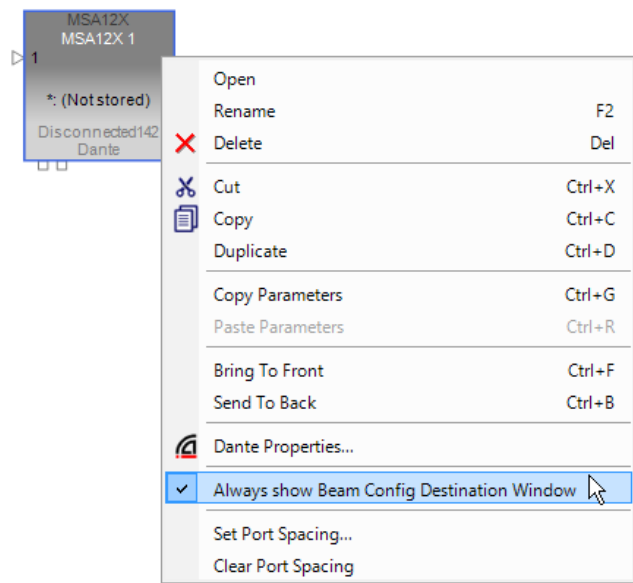 MSA12X
MSA12X 1
1
*: (Not stored)
Disconnected142
Dante
Open
Rename F2
Delete Del
Cut Ctrl+X
Copy Ctrl+C
Duplicate Ctrl+D
Copy Parameters Ctrl+G
Paste Parameters Ctrl+R
Bring To Front Ctrl+F
Send To Back Ctrl+B
Dante Properties...
Always show Beam Config Destination Window
Set Port Spacing...
Clear Port Spacing